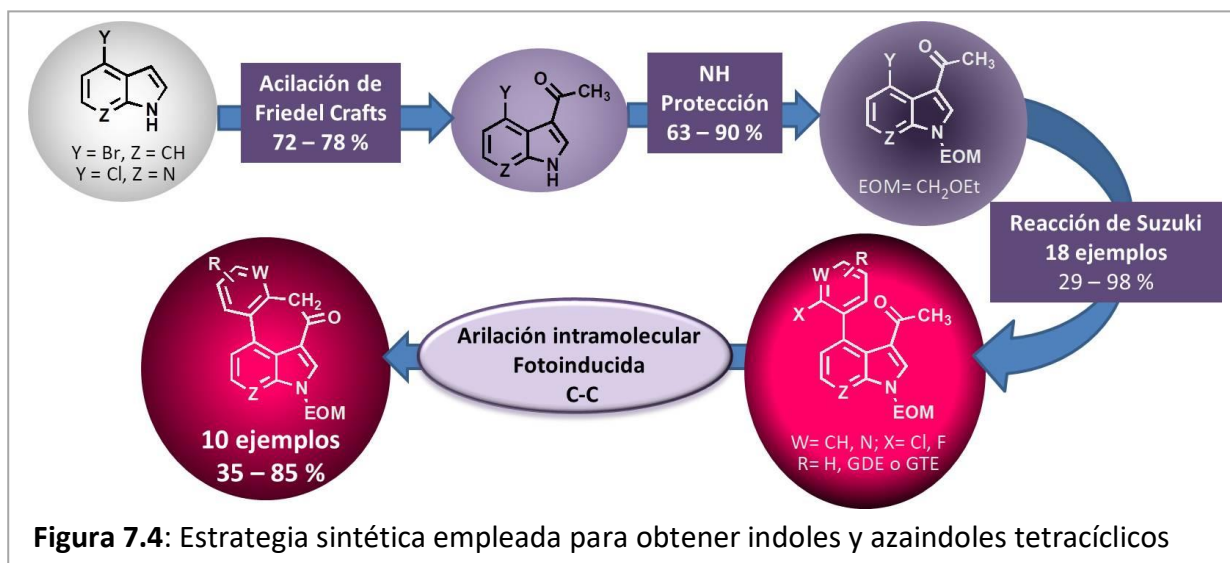 Y
Z
N
H
Y = Br, Z = CH
Y = Cl, Z = N
Acilación de
Friedel Crafts
72 – 78 %
O
CH3
Y
Z
N
H
NH
Protección
63 – 90 %
O
Y
CH3
Z
N
EOM
EOM= CH2OEt
Reacción de Suzuki
18 ejemplos
29 – 98 %
R
W
X
O
CH3
Z
N
EOM
W= CH, N; X= Cl, F
R= H, GDE o GTE
Arilación intramolecular
Fotoinducida
C-C
R
W
CH2
O
Z
N
EOM
10 ejemplos
35 – 85 %
Figura 7.4: Estrategia sintética empleada para obtener indoles y azaindoles tetracíclicos